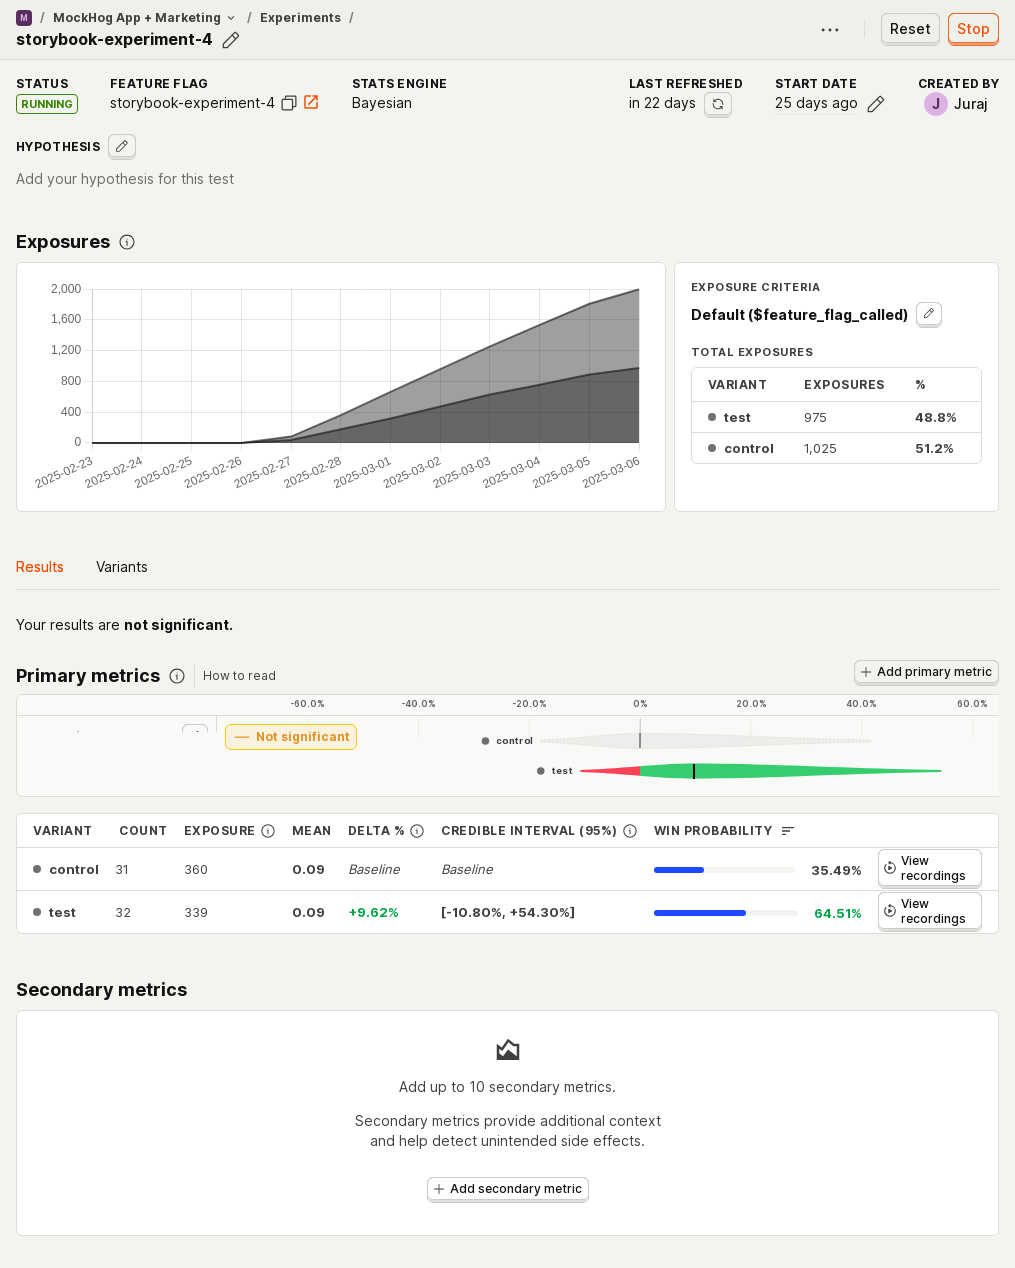 M / MockHog App + Marketing / Experiments /
storybook-experiment-4
Reset
Stop
STATUS
RUNNING
FEATURE FLAG
storybook-experiment-4
STATS ENGINE
Bayesian
LAST REFRESHED
in 22 days
START DATE
25 days ago
CREATED BY
J Juraj
HYPOTHESIS
Add your hypothesis for this test
Exposures
2,000
1,600
1,200
800
400
0
2025-02-23
2025-02-24
2025-02-25
2025-02-26
2025-02-27
2025-02-28
2025-03-01
2025-03-02
2025-03-03
2025-03-04
2025-03-05
2025-03-06
EXPOSURE CRITERIA
Default ($feature_flag_called)
TOTAL EXPOSURES
VARIANT EXPOSURES %
test 975 48.8%
control 1,025 51.2%
Results Variants
Your results are not significant.
Primary metrics
How to read
Add primary metric
-60.0% -40.0% -20.0% 0% 20.0% 40.0% 60.0%
Not significant
control
test
VARIANT COUNT EXPOSURE MEAN DELTA % CREDIBLE INTERVAL (95%) WIN PROBABILITY
control 31 360 0.09 Baseline Baseline 35.49% View
recordings
test 32 339 0.09 +9.62% [-10.80%, +54.30%] 64.51% View
recordings
Secondary metrics
Add up to 10 secondary metrics.
Secondary metrics provide additional context
and help detect unintended side effects.
Add secondary metric